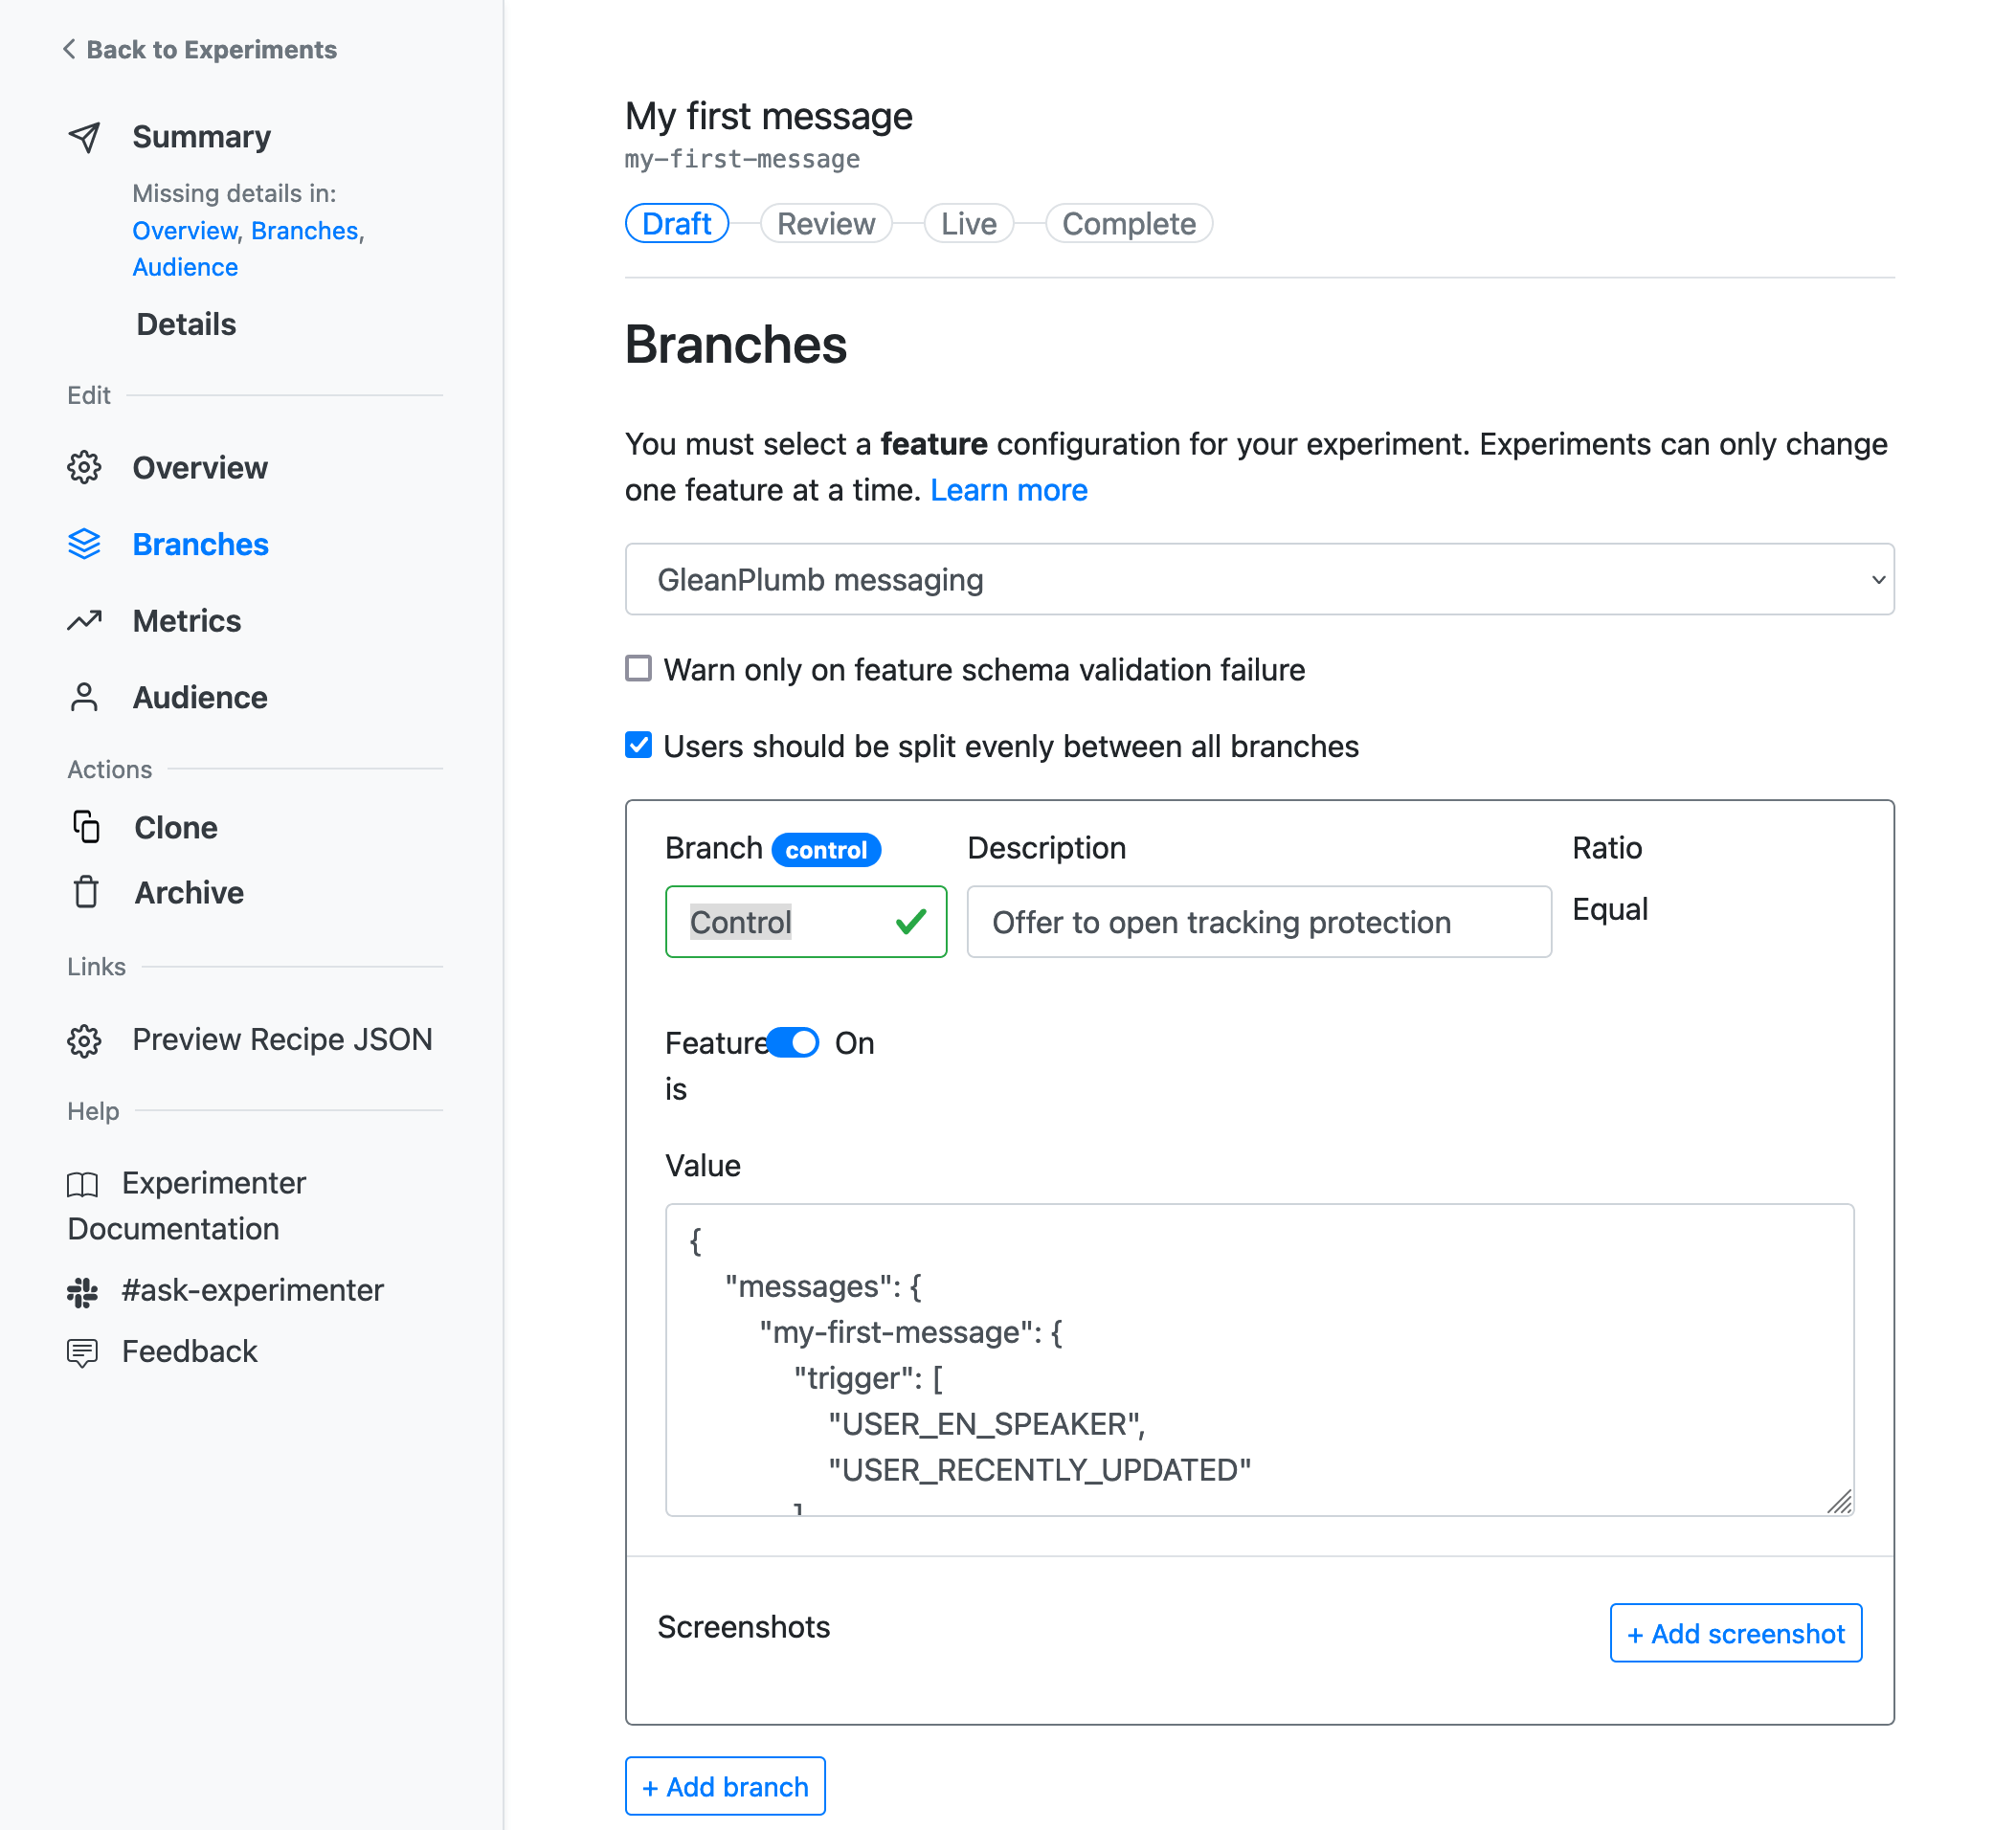 Back to Experiments
Summary
Missing details in:
Overview, Branches,
Audience
Details
Edit
Overview
Branches
Metrics
Audience
Actions
Clone
Archive
Links
Preview Recipe JSON
Help
Experimenter
Documentation
#ask-experimenter
Feedback
My first message
my-first-message
Draft
Review
Live
Complete
Branches
You must select a feature configuration for your experiment. Experiments can only change
one feature at a time. Learn more
GleanPlumb messaging
Warn only on feature schema validation failure
Users should be split evenly between all branches
Branch control
Description
Ratio
Control
Offer to open tracking protection
Equal
Feature On
is
Value
{
"messages": {
"my-first-message": {
"trigger": [
"USER_EN_SPEAKER",
"USER_RECENTLY_UPDATED"
]
Screenshots
+ Add screenshot
+ Add branch